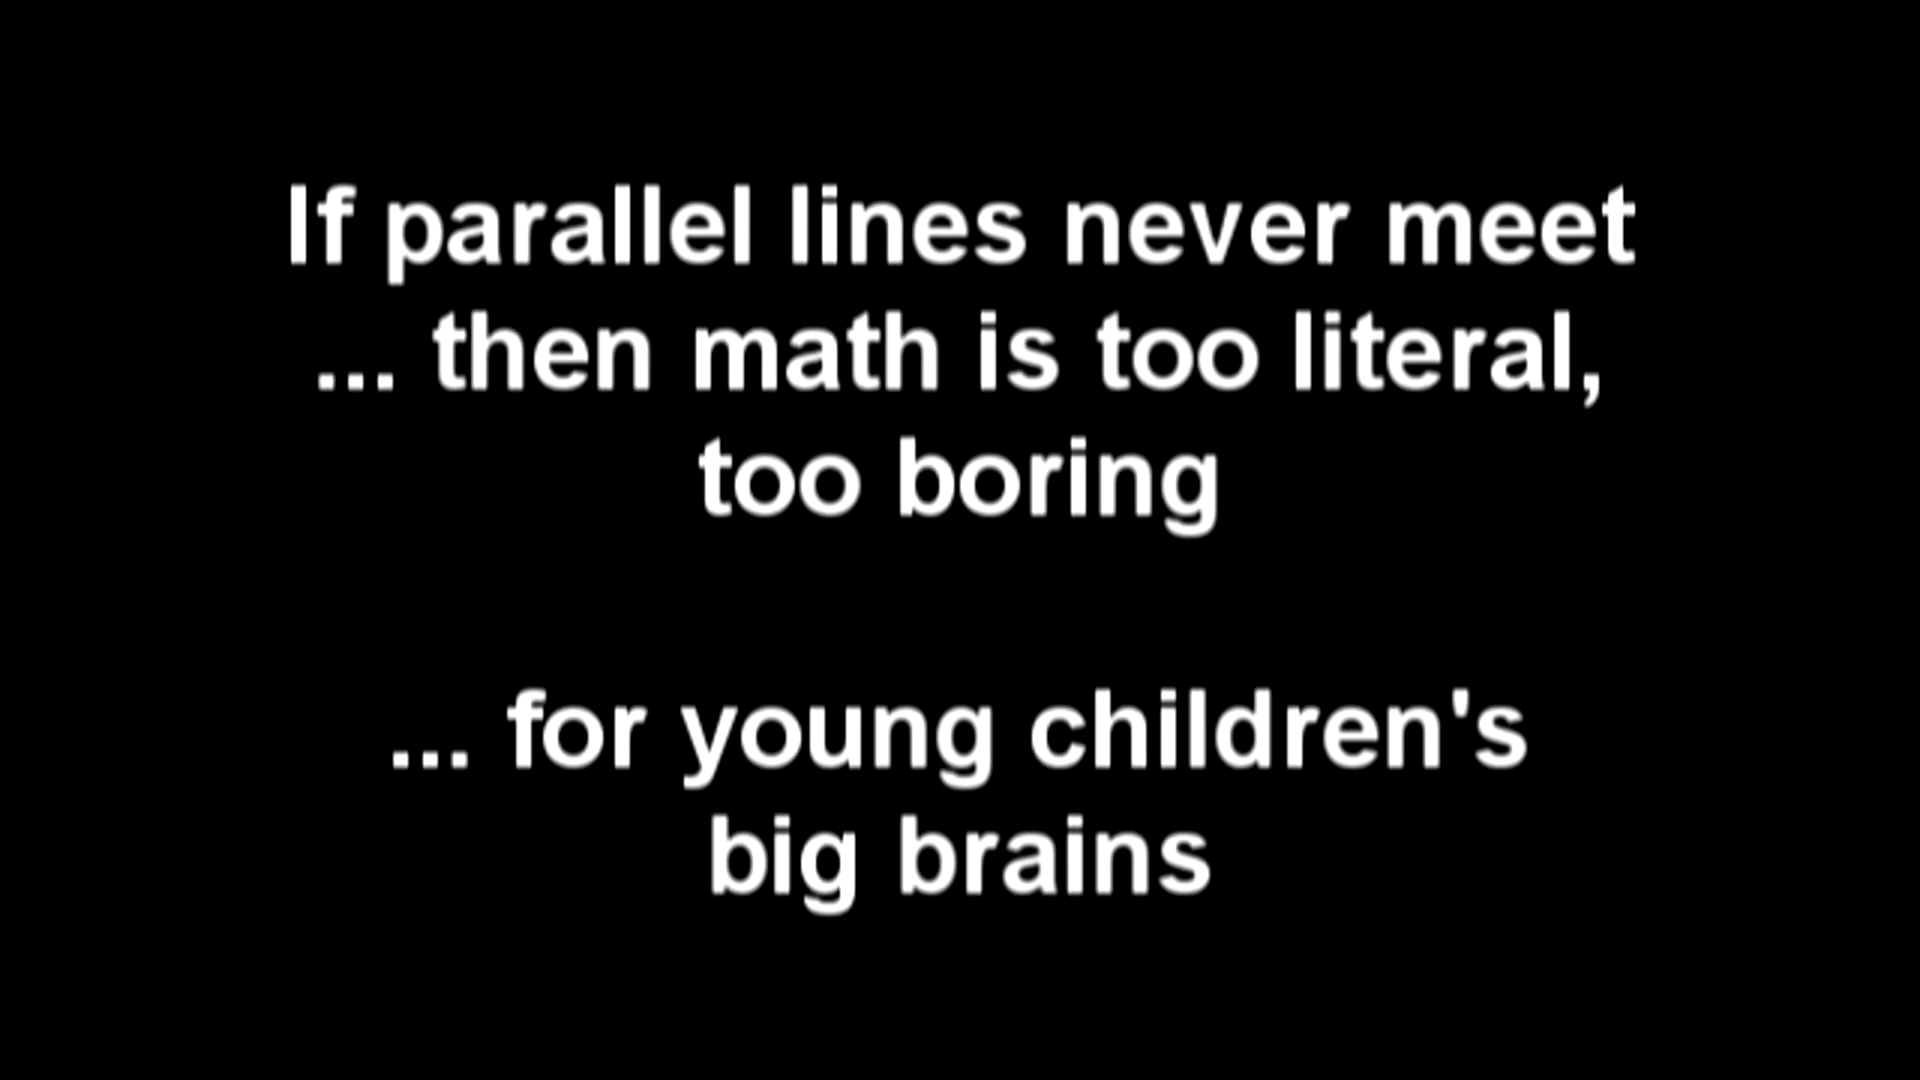 If parallel lines never meet
... then math is too literal,
too boring
... for young children's
big brains